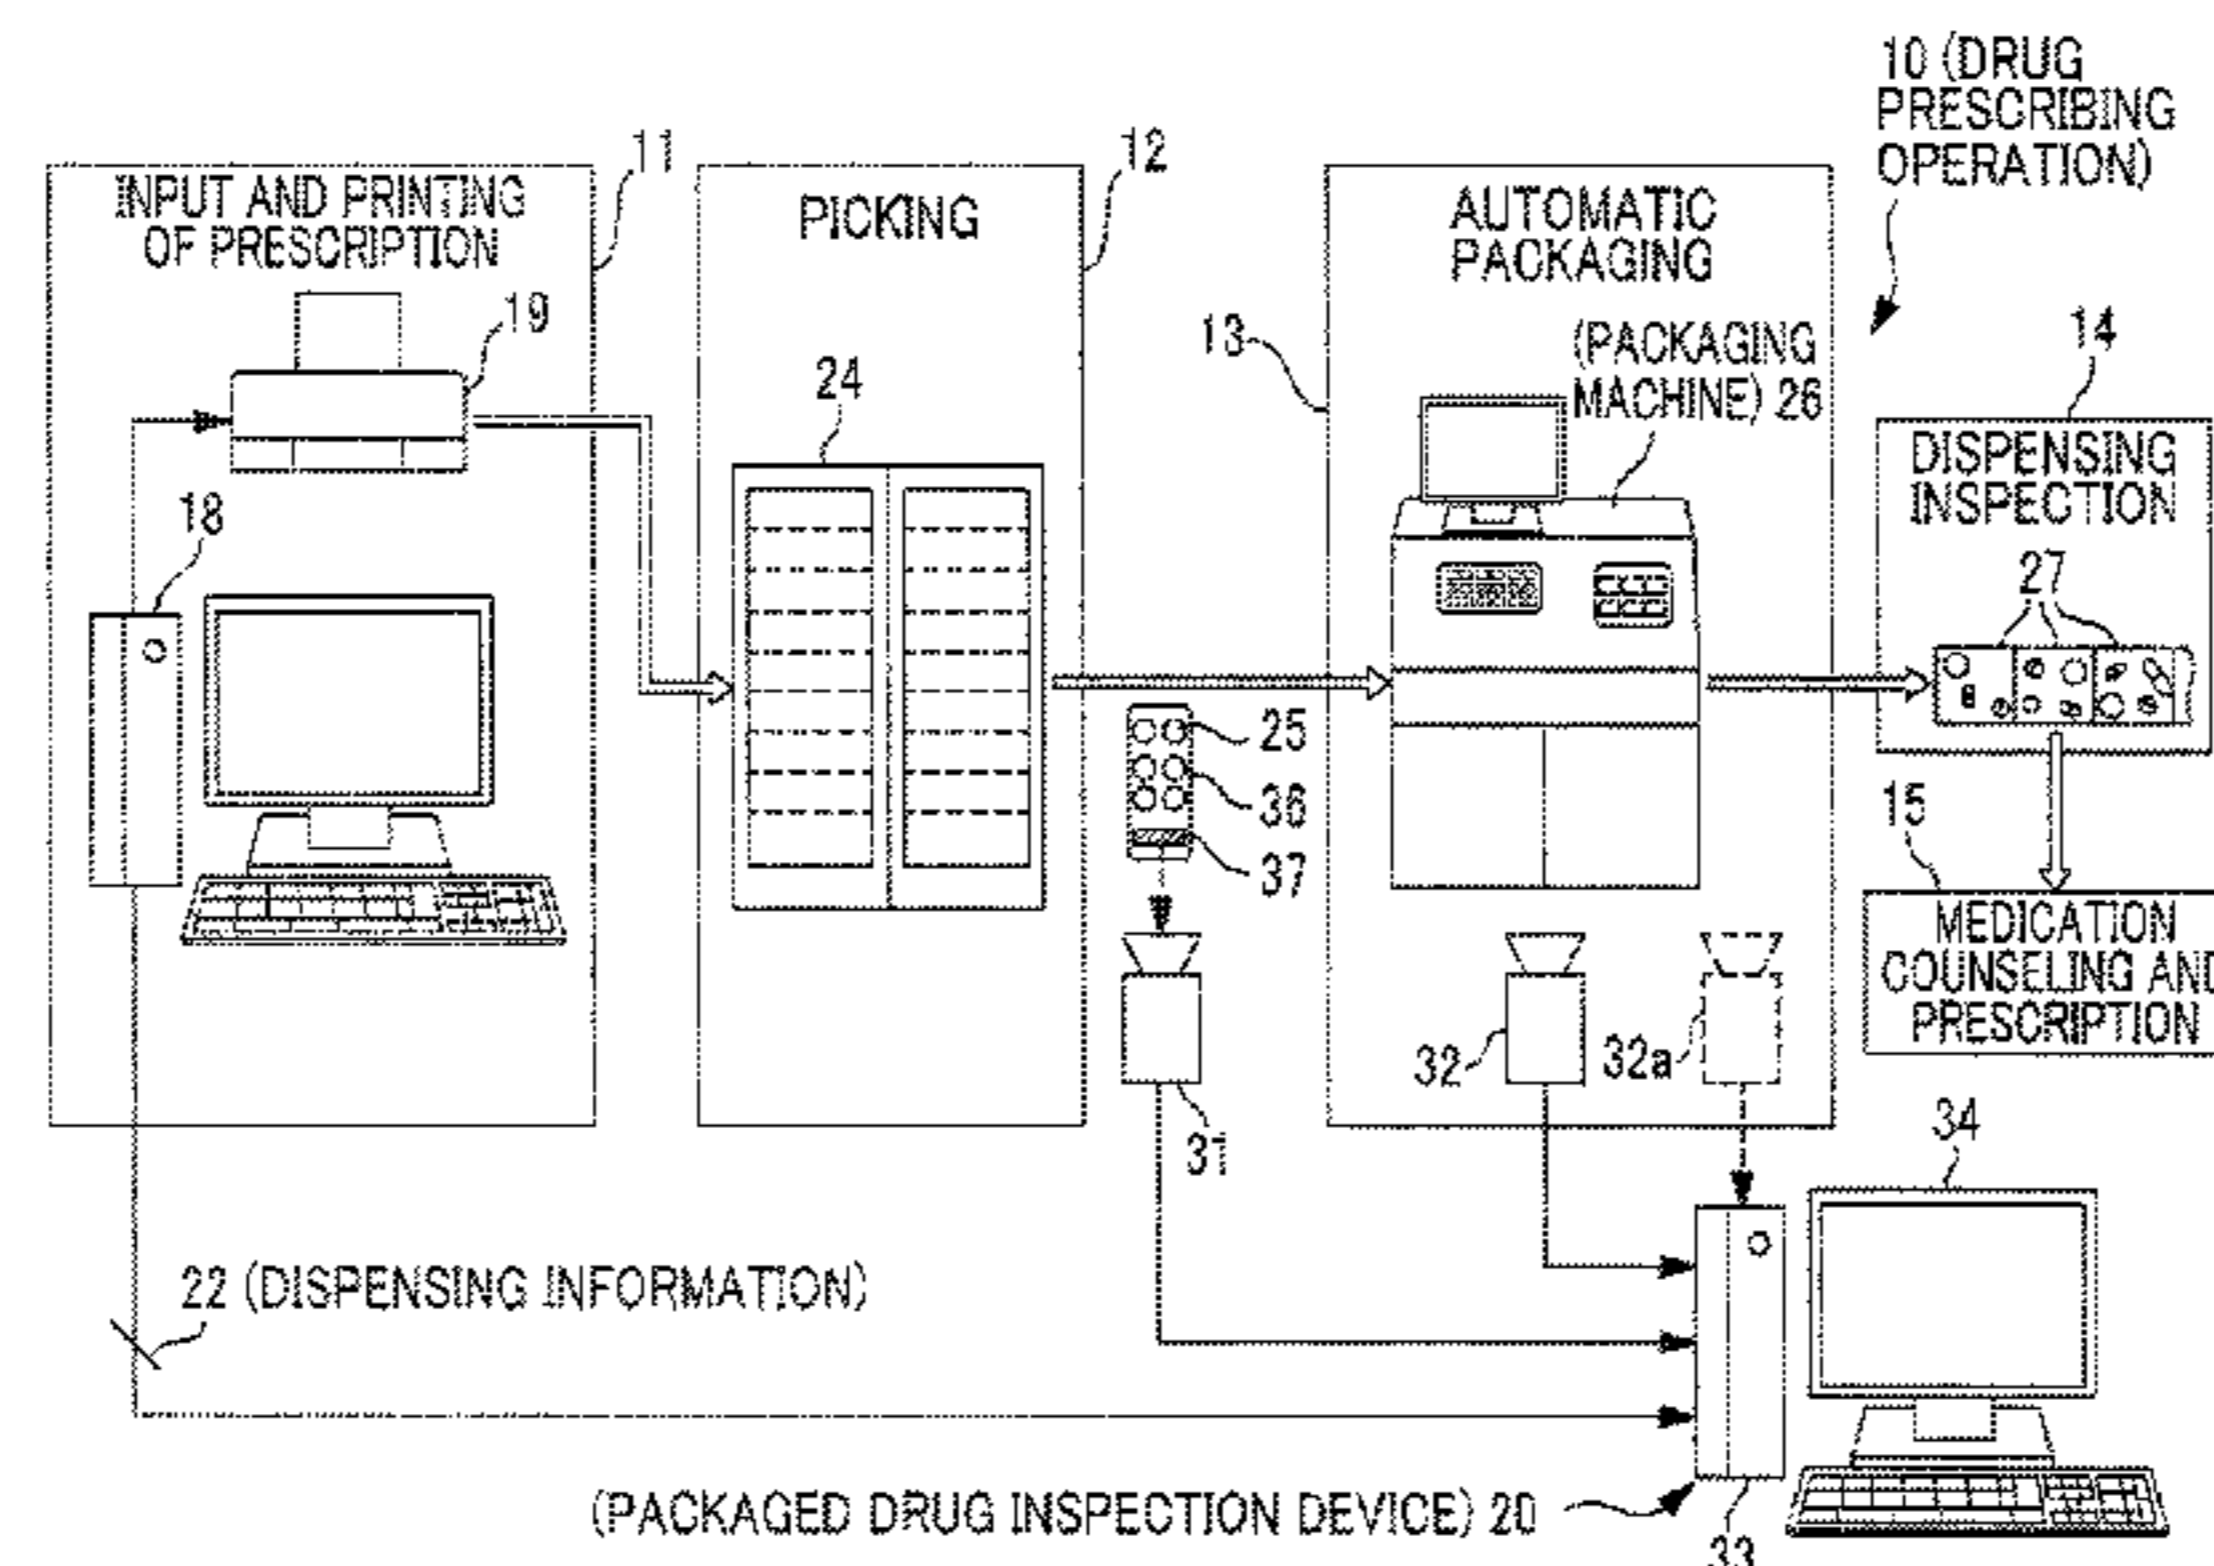 10 (DRUG
PRESCRIBING
OPERATION)
11
INPUT AND PRINTING
OF PRESCRIPTION
19
18
12
PICKING
24
13
AUTOMATIC
PACKAGING
(PACKAGING
MACHINE) 26
14
DISPENSING
INSPECTION
27
25
36
37
15
MEDICATION
COUNSELING AND
PRESCRIPTION
31
32
32a
34
22 (DISPENSING INFORMATION)
(PACKAGED DRUG INSPECTION DEVICE) 20
33